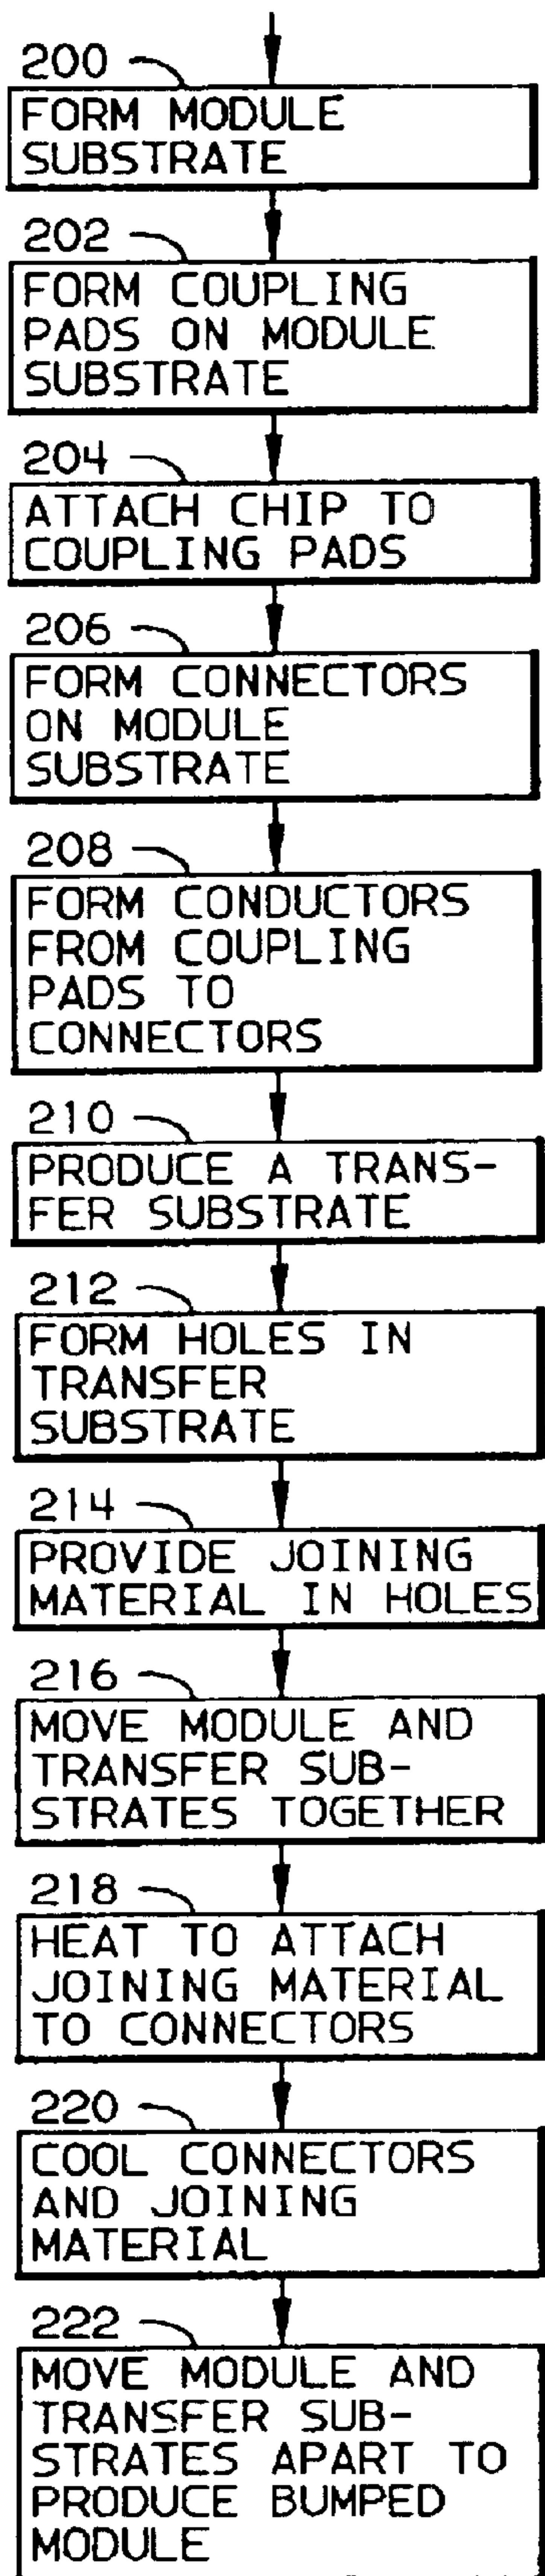 200
FORM MODULE
SUBSTRATE
202
FORM COUPLING
PADS ON MODULE
SUBSTRATE
204
ATTACH CHIP TO
COUPLING PADS
206
FORM CONNECTORS
ON MODULE
SUBSTRATE
208
FORM CONDUCTORS
FROM COUPLING
PADS TO
CONNECTORS
210
PRODUCE A TRANS-
FER SUBSTRATE
212
FORM HOLES IN
TRANSFER
SUBSTRATE
214
PROVIDE JOINING
MATERIAL IN HOLES
216
MOVE MODULE AND
TRANSFER SUB-
STRATES TOGETHER
218
HEAT TO ATTACH
JOINING MATERIAL
TO CONNECTORS
220
COOL CONNECTORS
AND JOINING
MATERIAL
222
MOVE MODULE AND
TRANSFER SUB-
STRATES APART TO
PRODUCE BUMPED
MODULE